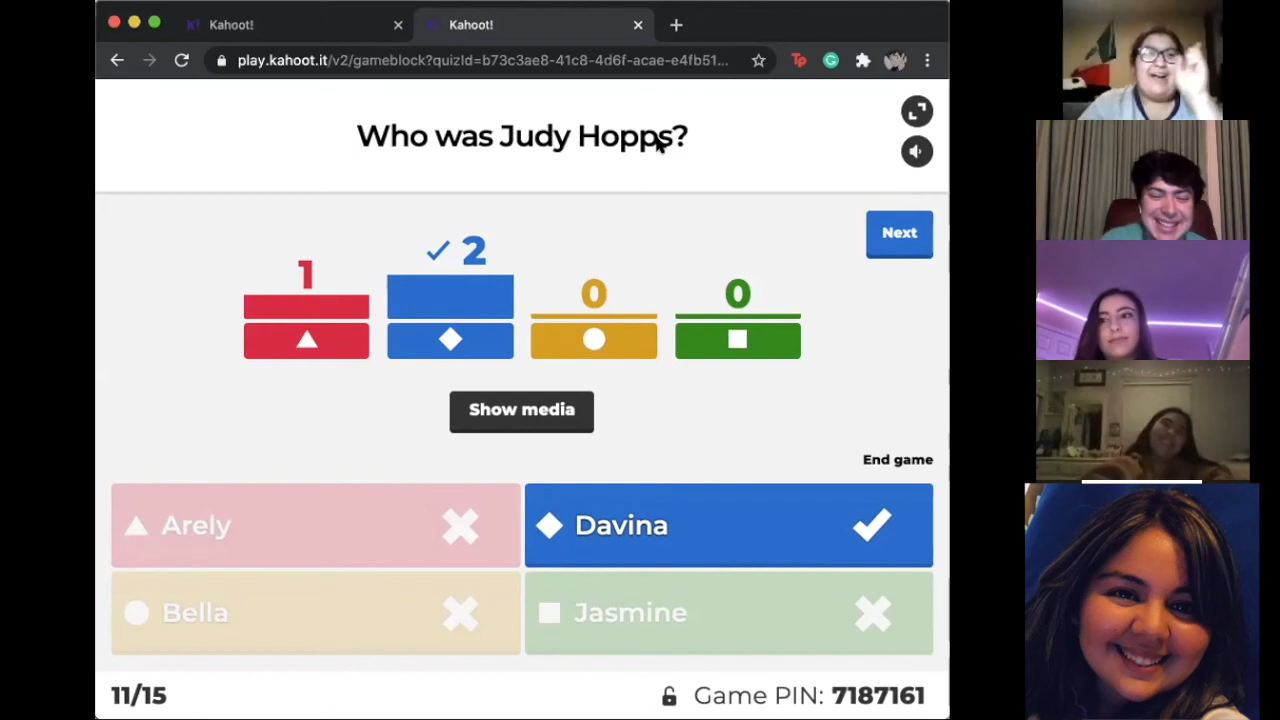 Kahoot!
Kahoot!
play.kahoot.it/v2/gameblock?quizId=b73c3ae8-41c8-4d6f-acae-e4fb51...
Tp
Who was Judy Hopps?
Next
1
2
0
0
Show media
End game
Arely
Davina
Bella
Jasmine
11/15
Game PIN: 7187161